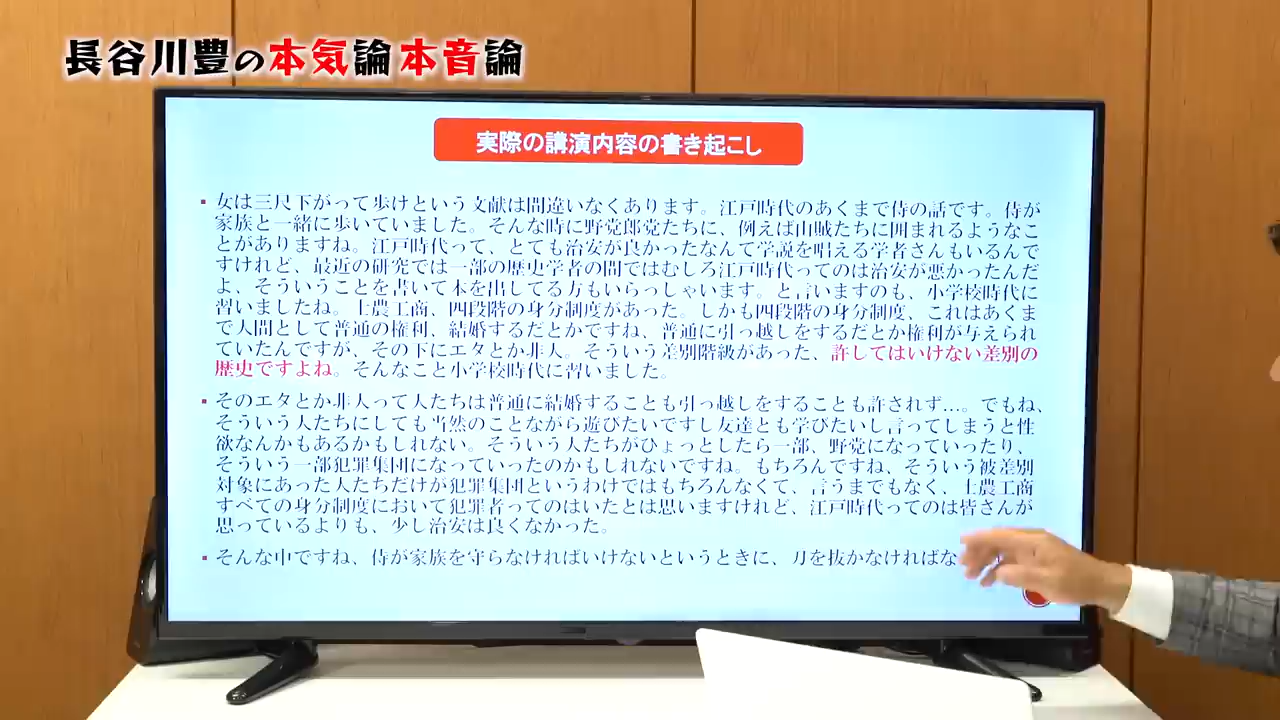 長谷川豊の本気論本音論
実際の講演内容の書き起こし
女は三尺下がって歩けという文献は間違いなくあります。江戸時代のあくまで侍の話です。侍が
家族と一緒に歩いていました。そんな時に野党郎党たちに、例えば山賊たちに囲まれるようなこ
とがありますね。江戸時代って、とても治安が良かったなんて学説を唱える学者さんもいるんで
すけれど、最近の研究では一部の歴史学者の間ではむしろ江戸時代ってのは治安が悪かったんだ
よ、そういうことを書いて本を出してる方もいらっしゃいます。と言いますのも、小学校時代に
習いましたね。士農工商、四段階の身分制度があった。しかも四段階の身分制度、これはあくま
で人間として普通の権利、結婚するだとかですね、普通に引っ越しをするだとか権利が与えられ
ていたんですが、その下にエタとか非人。そういう差別階級があった、許してはいけない差別の
歴史ですよね。そんなこと小学校時代に習いました。
そのエタとか非人って人たちは普通に結婚することも引っ越しをすることも許されず…。でもね、
そういう人たちにしても当然のことながら遊びたいですし友達とも学びたいし言ってしまうと性
欲なんかもあるかもしれない。そういう人たちがひょっとしたら一部、野党になっていったり、
そういう一部犯罪集団になっていったのかもしれないですね。もちろんですね、そういう被差別
対象にあった人たちだけが犯罪集団というわけではもちろんなくて、言うまでもなく、士農工商
すべての身分制度において犯罪者ってのはいたとは思いますけれど、江戸時代ってのは皆さんが
思っているよりも、少し治安は良くなかった。
そんな中ですね、侍が家族を守らなければいけないというときに、刀を抜かなければな